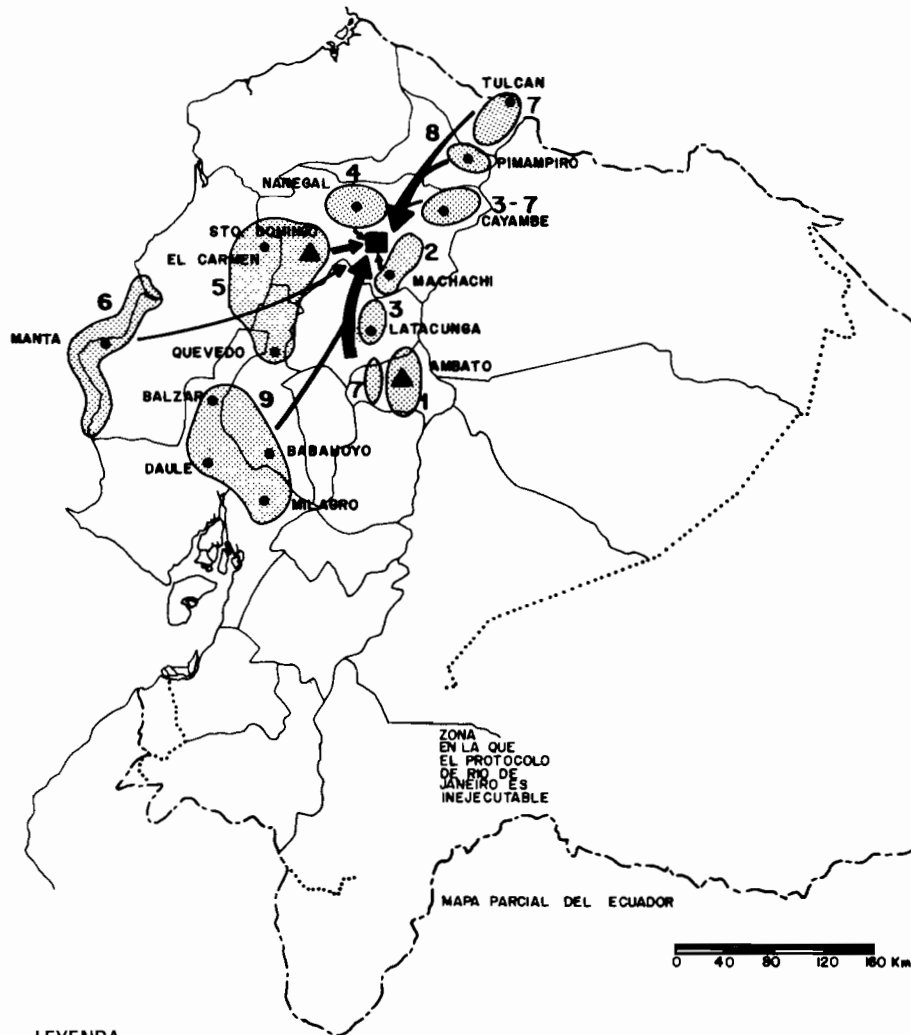 TULCAN
7
8
PIMAMPIRO
4
NANEGAL
3-7
CAYAMBE
STO. DOMINGO
2
EL CARMEN
MACHACHI
5
6
3
MANTA
LATACUNGA
QUEVEDO
AMBATO
9
7
1
BALZAR
BABAHOYO
DAULE
MILAGRO
ZONA
EN LA QUE
EL PROTOCOLO
DE RIO DE
JANEIRO ES
INEJECUTABLE
MAPA PARCIAL DEL ECUADOR
0 40 80 120 160 Km
LEYENDA